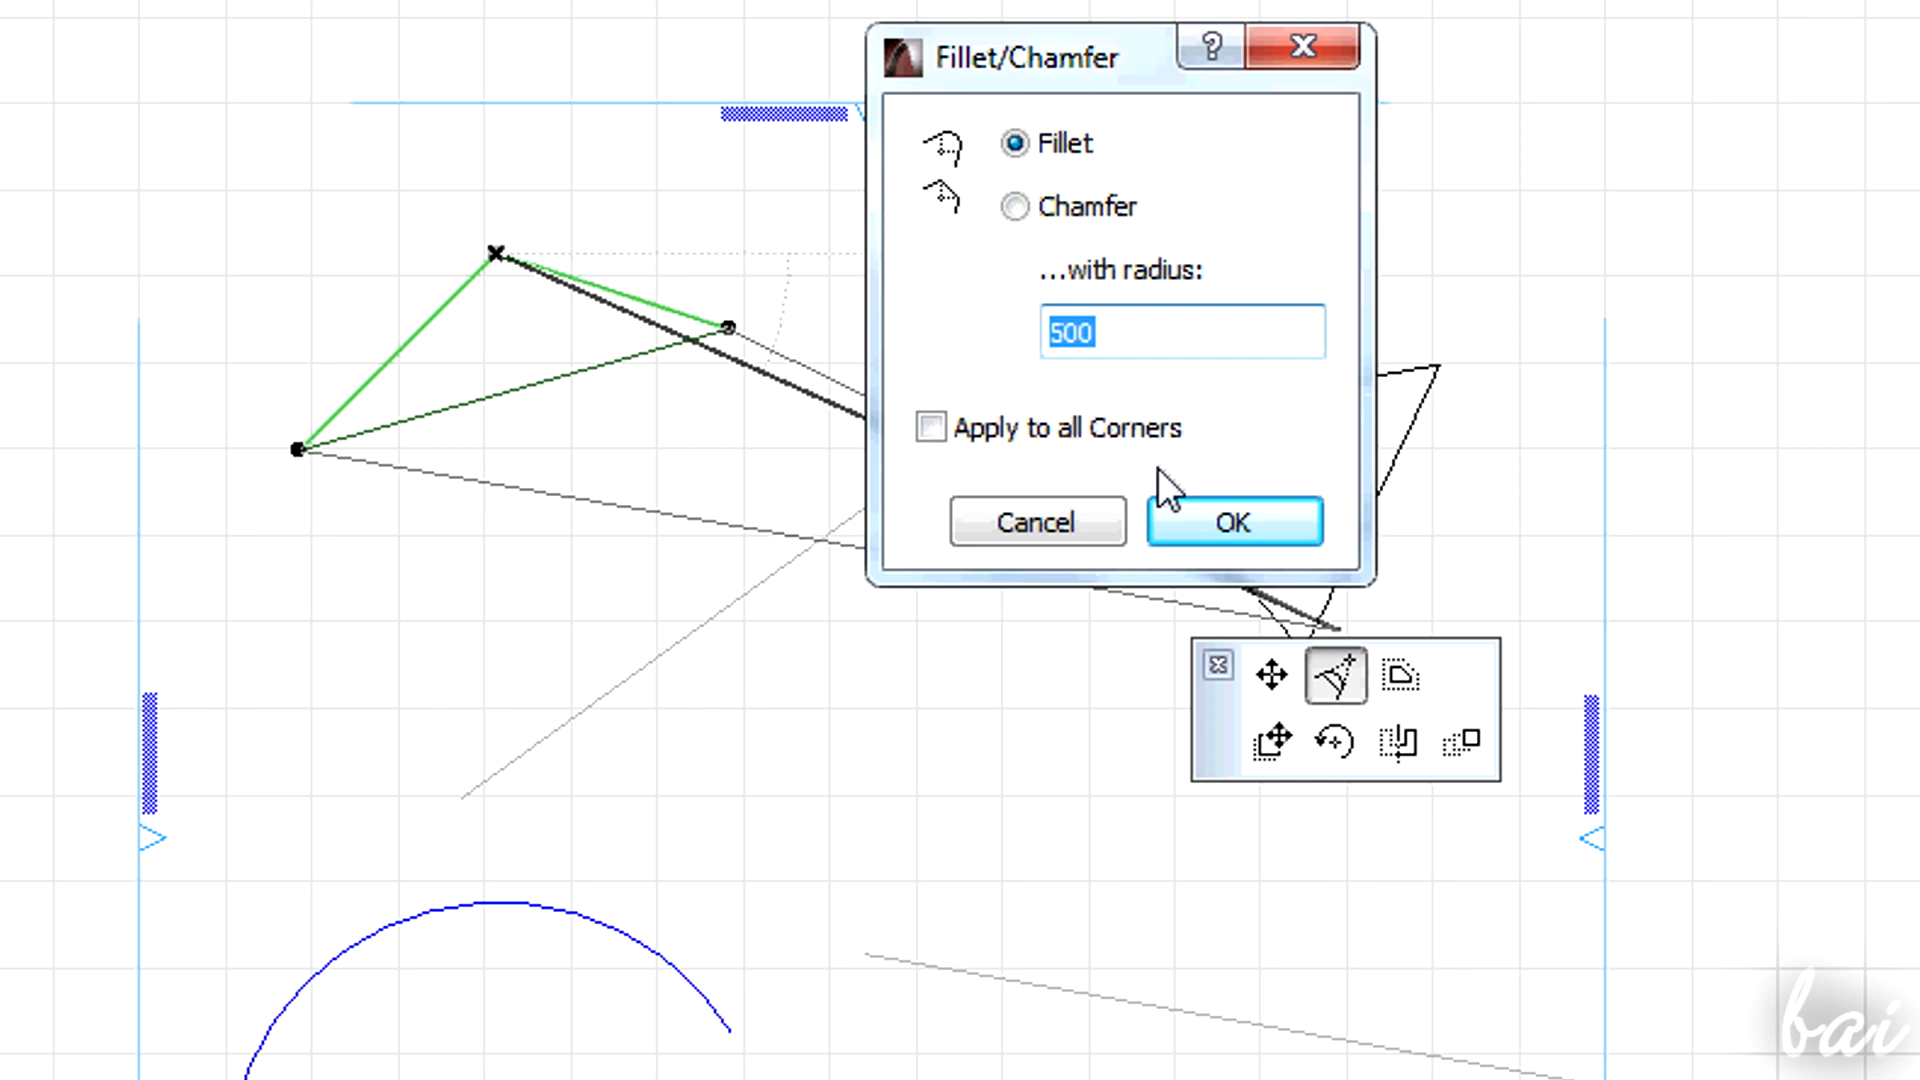 Fillet/Chamfer
Fillet
Chamfer
...with radius:
500
Apply to all Corners
Cancel
OK
bai